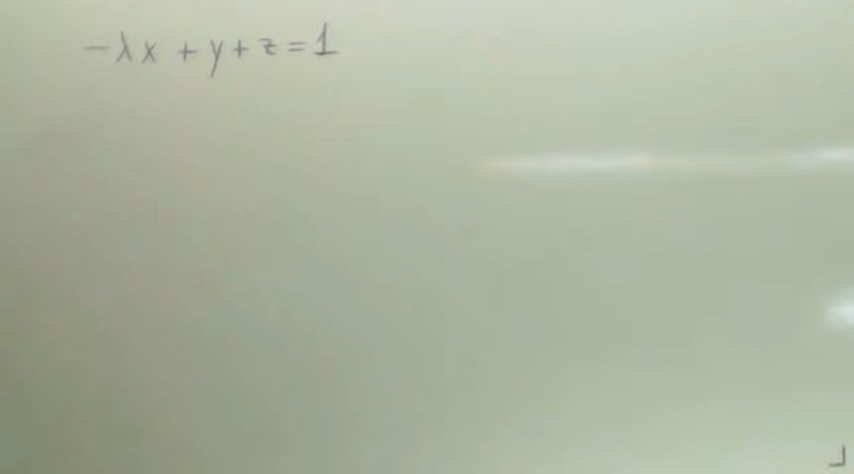 -λx + y + z = 1